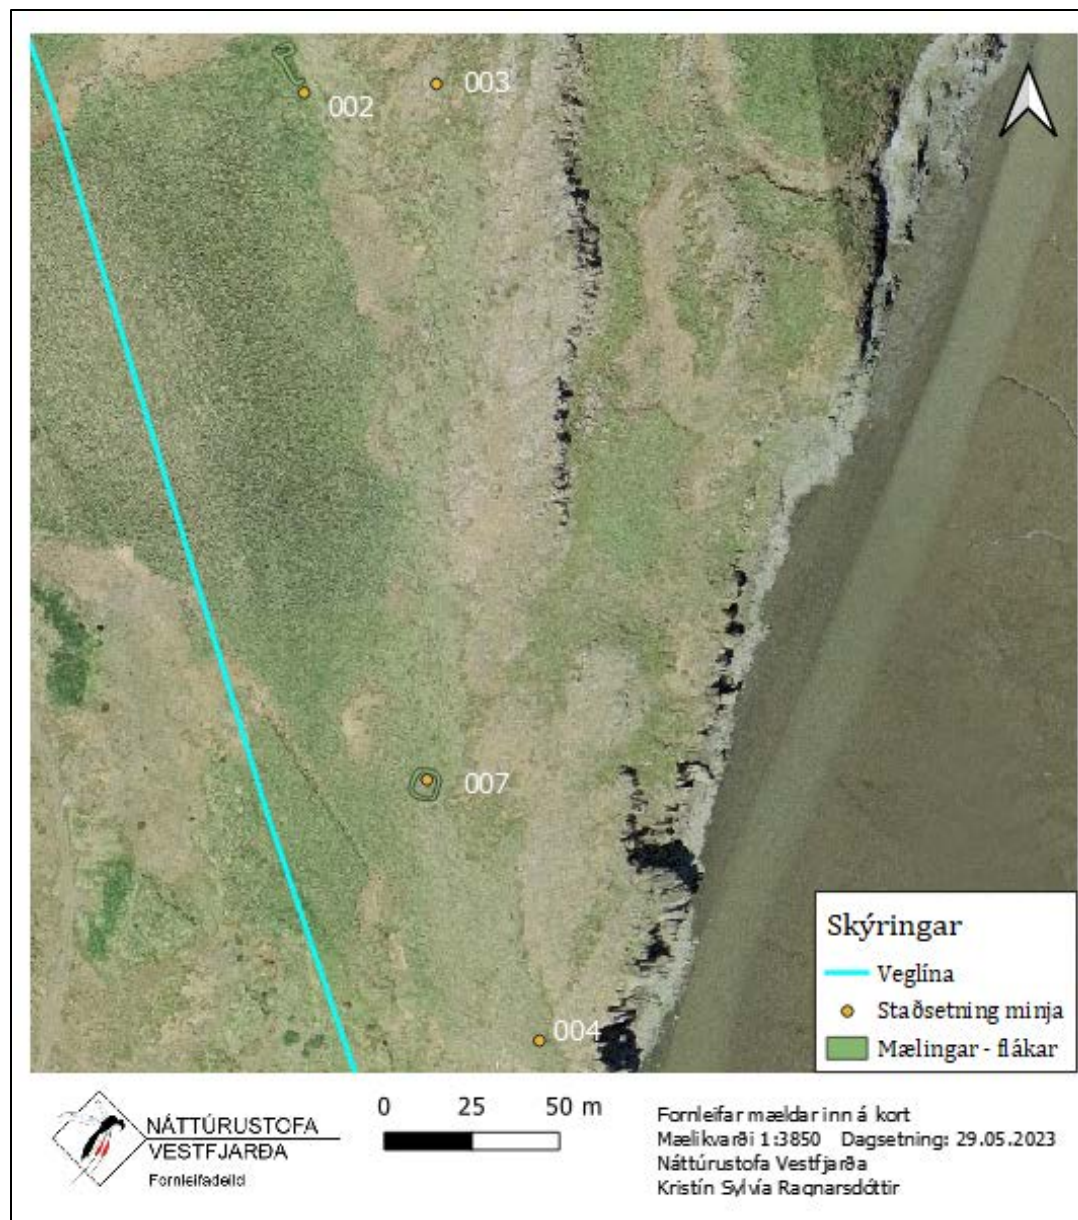 002
003
007
004
Skýringar
Veglína
Staðsetning minja
Mælingar - flákar
NÁTTÚRUSTOFA
VESTFJARÐA
Fornleifadeild
0 25 50 m
Fornleifar mældar inn á kort
Mælikvarði 1:3850 Dagsetning: 29.05.2023
Náttúrustofa Vestfjarða
Kristín Sylvía Ragnarsdóttir